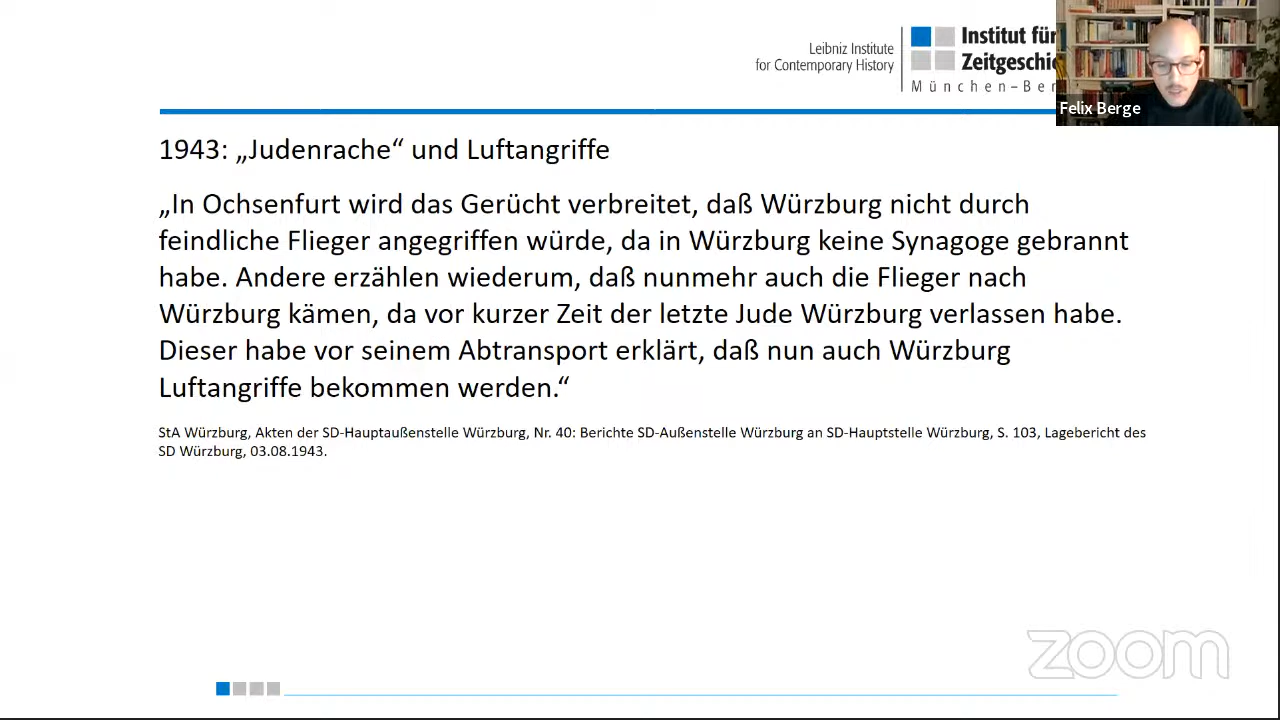 Leibniz Institute
for Contemporary History
Institut für
Zeitgeschi
München–Ber
Felix Berge
1943: „Judenrache“ und Luftangriffe
„In Ochsenfurt wird das Gerücht verbreitet, daß Würzburg nicht durch
feindliche Flieger angegriffen würde, da in Würzburg keine Synagoge gebrannt
habe. Andere erzählen wiederum, daß nunmehr auch die Flieger nach
Würzburg kämen, da vor kurzer Zeit der letzte Jude Würzburg verlassen habe.
Dieser habe vor seinem Abtransport erklärt, daß nun auch Würzburg
Luftangriffe bekommen werden.“
StA Würzburg, Akten der SD-Hauptaußenstelle Würzburg, Nr. 40: Berichte SD-Außenstelle Würzburg an SD-Hauptstelle Würzburg, S. 103, Lagebericht des
SD Würzburg, 03.08.1943.
zoom